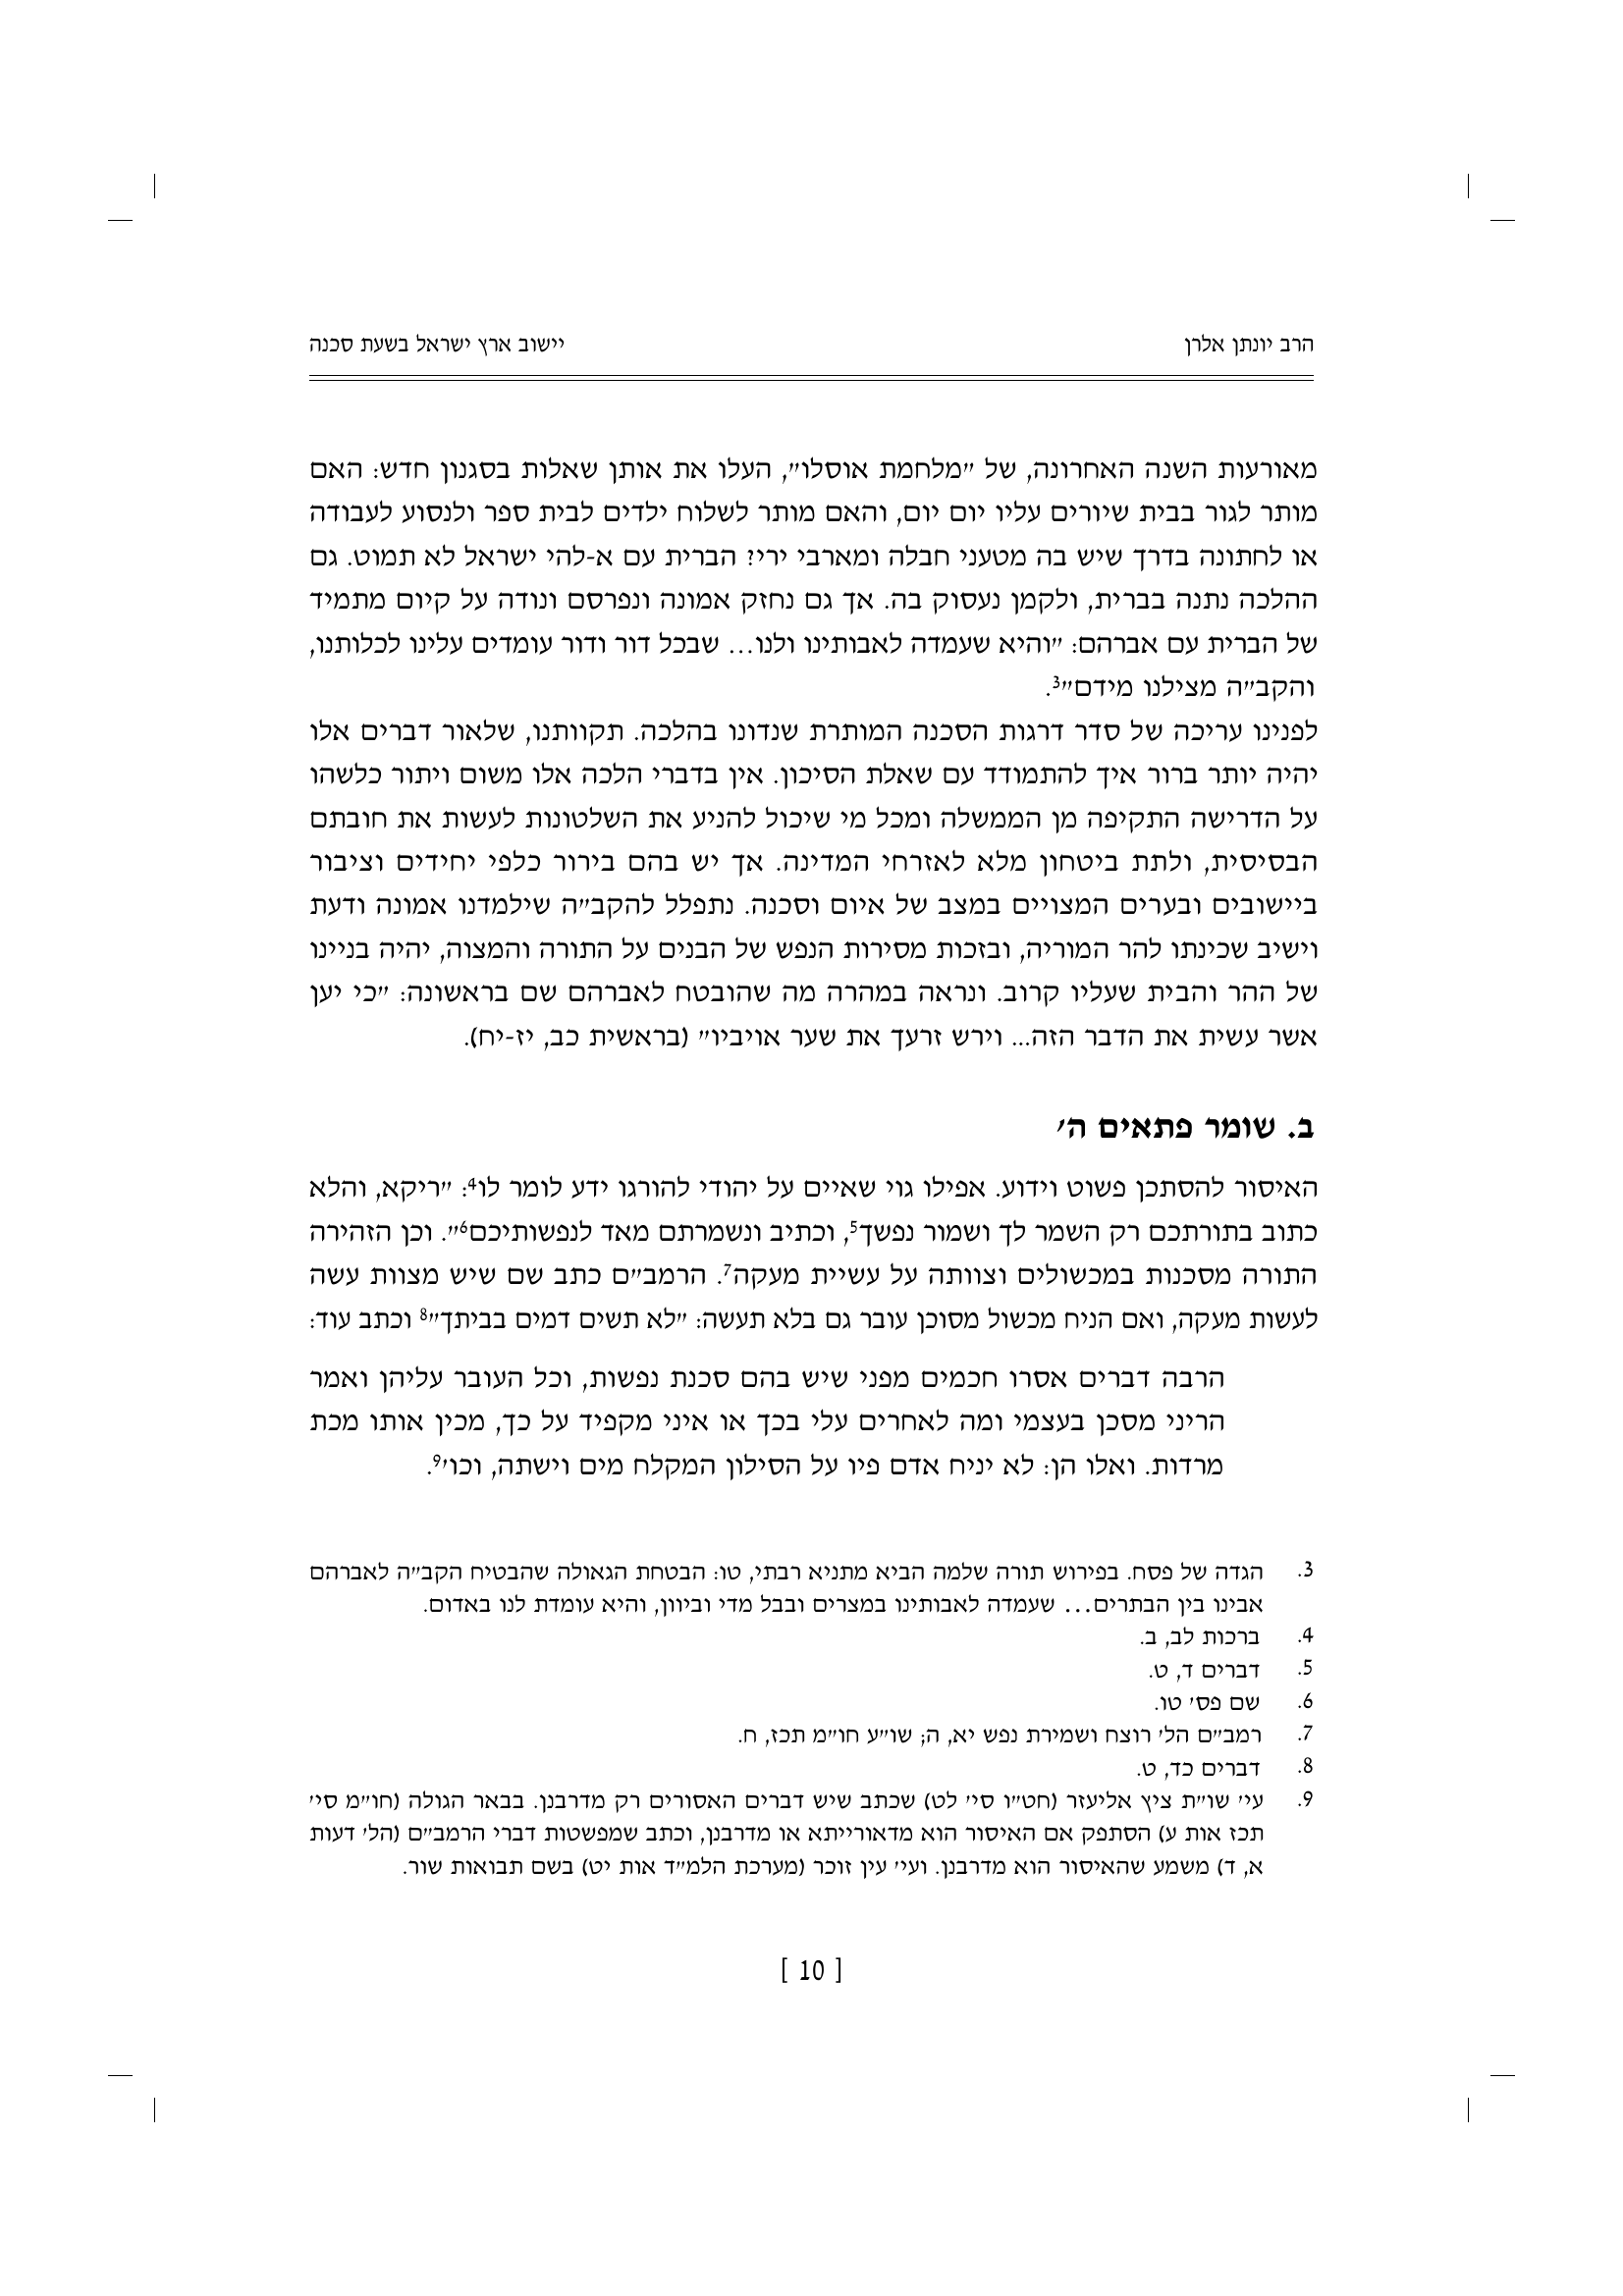 הרב יונתן אלרן
יישוב ארץ ישראל בשעת סכנה
מאורעות השנה האחרונה, של "מלחמת אוסלו", העלו את אותן שאלות בסגנון חדש: האם
מותר לגור בבית שיורים עליו יום יום, והאם מותר לשלוח ילדים לבית ספר ולנסוע לעבודה
או לחתונה בדרך שיש בה מטעני חבלה ומארבי ירי? הברית עם א-להי ישראל לא תמוט. גם
ההלכה נתנה בברית, ולקמן נעסוק בה. אך גם נחזק אמונה ונפרסם ונודה על קיום מתמיד
של הברית עם אברהם: "והיא שעמדה לאבותינו ולנו... שבכל דור ודור עומדים עלינו לכלותנו,
והקב"ה מצילנו מידם"3.
לפנינו עריכה של סדר דרגות הסכנה המותרת שנדונו בהלכה. תקוותנו, שלאור דברים אלו
יהיה יותר ברור איך להתמודד עם שאלת הסיכון. אין בדברי הלכה אלו משום ויתור כלשהו
על הדרישה התקיפה מן הממשלה ומכל מי שיכול להניע את השלטונות לעשות את חובתם
הבסיסית, ולתת ביטחון מלא לאזרחי המדינה. אך יש בהם בירור כלפי יחידים וציבור
ביישובים ובערים המצויים במצב של איום וסכנה. נתפלל להקב"ה שילמדנו אמונה ודעת
וישיב שכינתו להר המוריה, ובזכות מסירות הנפש של הבנים על התורה והמצוה, יהיה בניינו
של ההר והבית שעליו קרוב. ונראה במהרה מה שהובטח לאברהם שם בראשונה: "כי יען
אשר עשית את הדבר הזה... וירש זרעך את שער אויביו" (בראשית כב, יז-יח).
ב. שומר פתאים ה'
האיסור להסתכן פשוט וידוע. אפילו גוי שאיים על יהודי להורגו ידע לומר לו4: "ריקא, והלא
כתוב בתורתכם רק השמר לך ושמור נפשך5, וכתיב ונשמרתם מאד לנפשותיכם6". וכן הזהירה
התורה מסכנות במכשולים וצוותה על עשיית מעקה7. הרמב"ם כתב שם שיש מצוות עשה
לעשות מעקה, ואם הניח מכשול מסוכן עובר גם בלא תעשה: "לא תשים דמים בביתך"8 וכתב עוד:
הרבה דברים אסרו חכמים מפני שיש בהם סכנת נפשות, וכל העובר עליהן ואמר
הריני מסכן בעצמי ומה לאחרים עלי בכך או איני מקפיד על כך, מכין אותו מכת
מרדות. ואלו הן: לא יניח אדם פיו על הסילון המקלח מים וישתה, וכו'9.
3. הגדה של פסח. בפירוש תורה שלמה הביא מתניא רבתי, טו: הבטחת הגאולה שהבטיח הקב"ה לאברהם
אבינו בין הבתרים... שעמדה לאבותינו במצרים ובבל מדי וביוון, והיא עומדת לנו באדום.
4. ברכות לב, ב.
5. דברים ד, ט.
6. שם פס' טו.
7. רמב"ם הל' רוצח ושמירת נפש יא, ה; שו"ע חו"מ תכז, ח.
8. דברים כד, ט.
9. עי' שו"ת ציץ אליעזר (חט"ו סי' לט) שכתב שיש דברים האסורים רק מדרבנן. בבאר הגולה (חו"מ סי'
תכז אות ע) הסתפק אם האיסור הוא מדאורייתא או מדרבנן, וכתב שמפשטות דברי הרמב"ם (הל' דעות
א, ד) משמע שהאיסור הוא מדרבנן. ועי' עין זוכר (מערכת הלמ"ד אות יט) בשם תבואות שור.
[ 10 ]